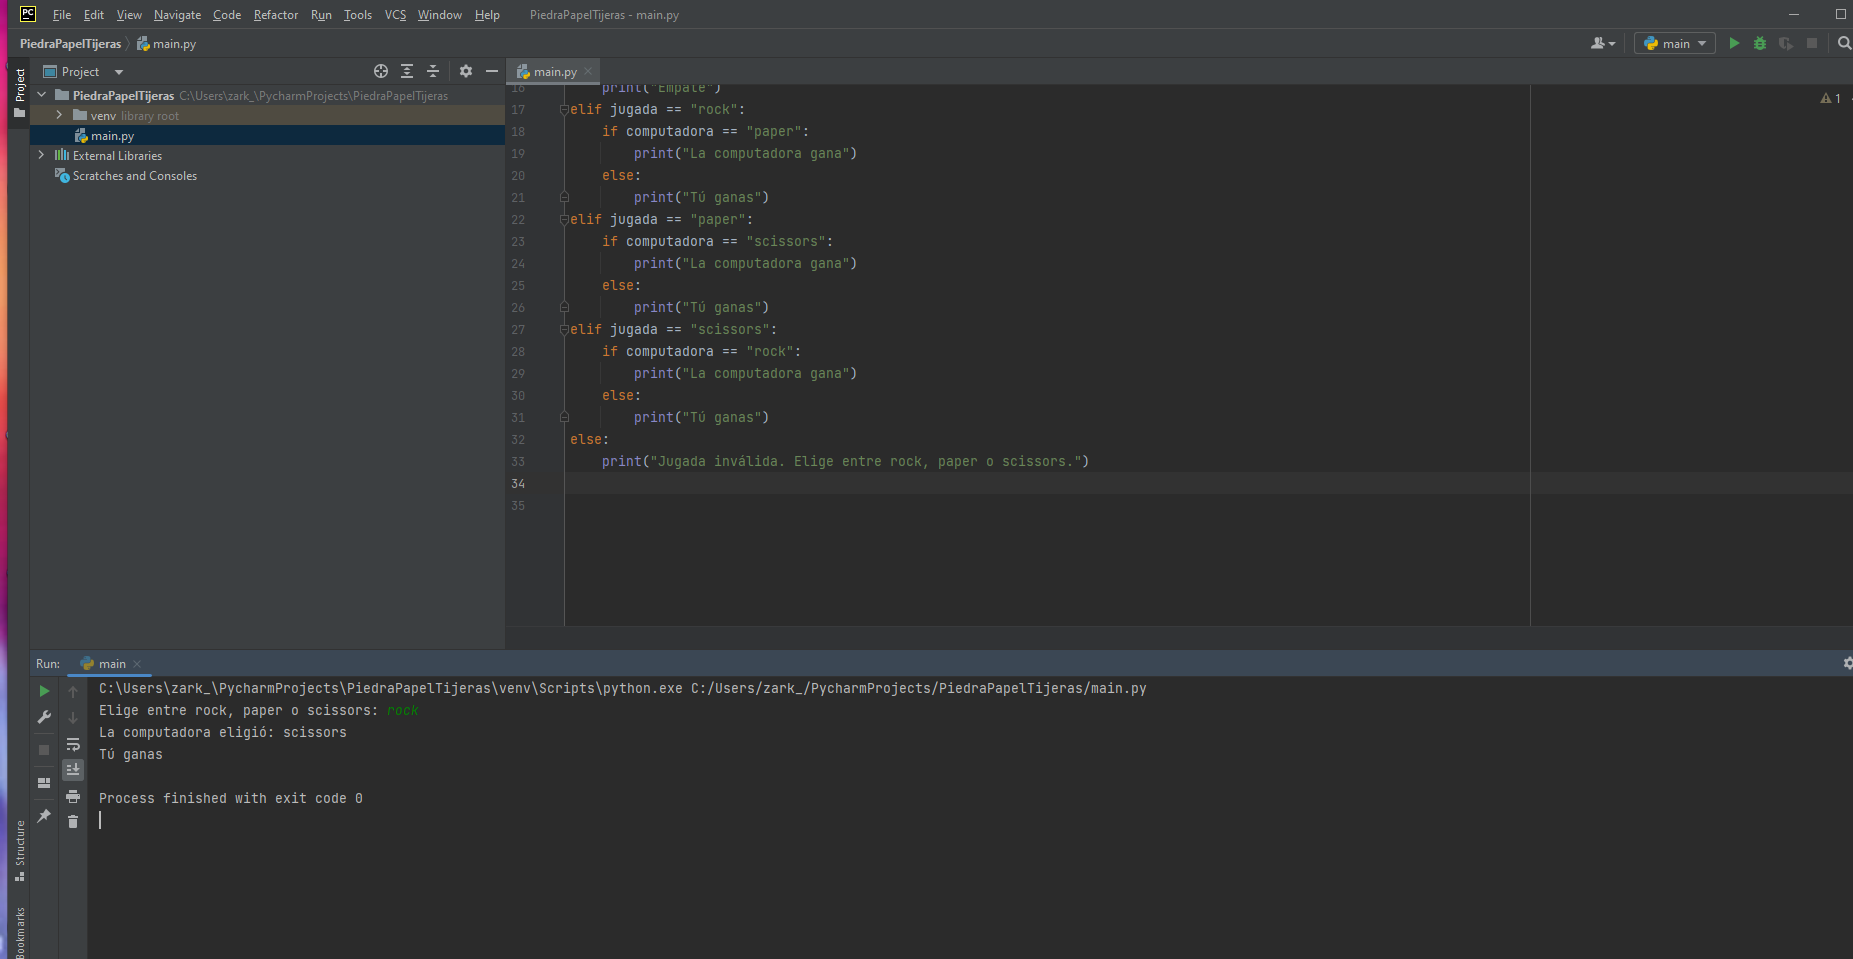 PC File Edit View Navigate Code Refactor Run Tools VCS Window Help PiedraPapelTijeras - main.py
PiedraPapelTijeras main.py main
Project
Project
main.py
PiedraPapelTijeras C:\Users\zark_\PycharmProjects\PiedraPapelTijeras
venv library root
main.py
External Libraries
Scratches and Consoles
1
16 print("Empate")
17 elif jugada == "rock":
18 if computadora == "paper":
19 print("La computadora gana")
20 else:
21 print("Tú ganas")
22 elif jugada == "paper":
23 if computadora == "scissors":
24 print("La computadora gana")
25 else:
26 print("Tú ganas")
27 elif jugada == "scissors":
28 if computadora == "rock":
29 print("La computadora gana")
30 else:
31 print("Tú ganas")
32 else:
33 print("Jugada inválida. Elige entre rock, paper o scissors.")
34
35
Run: main
C:\Users\zark_\PycharmProjects\PiedraPapelTijeras\venv\Scripts\python.exe C:/Users/zark_/PycharmProjects/PiedraPapelTijeras/main.py
Elige entre rock, paper o scissors: rock
La computadora eligió: scissors
Tú ganas
Process finished with exit code 0
Structure
Bookmarks